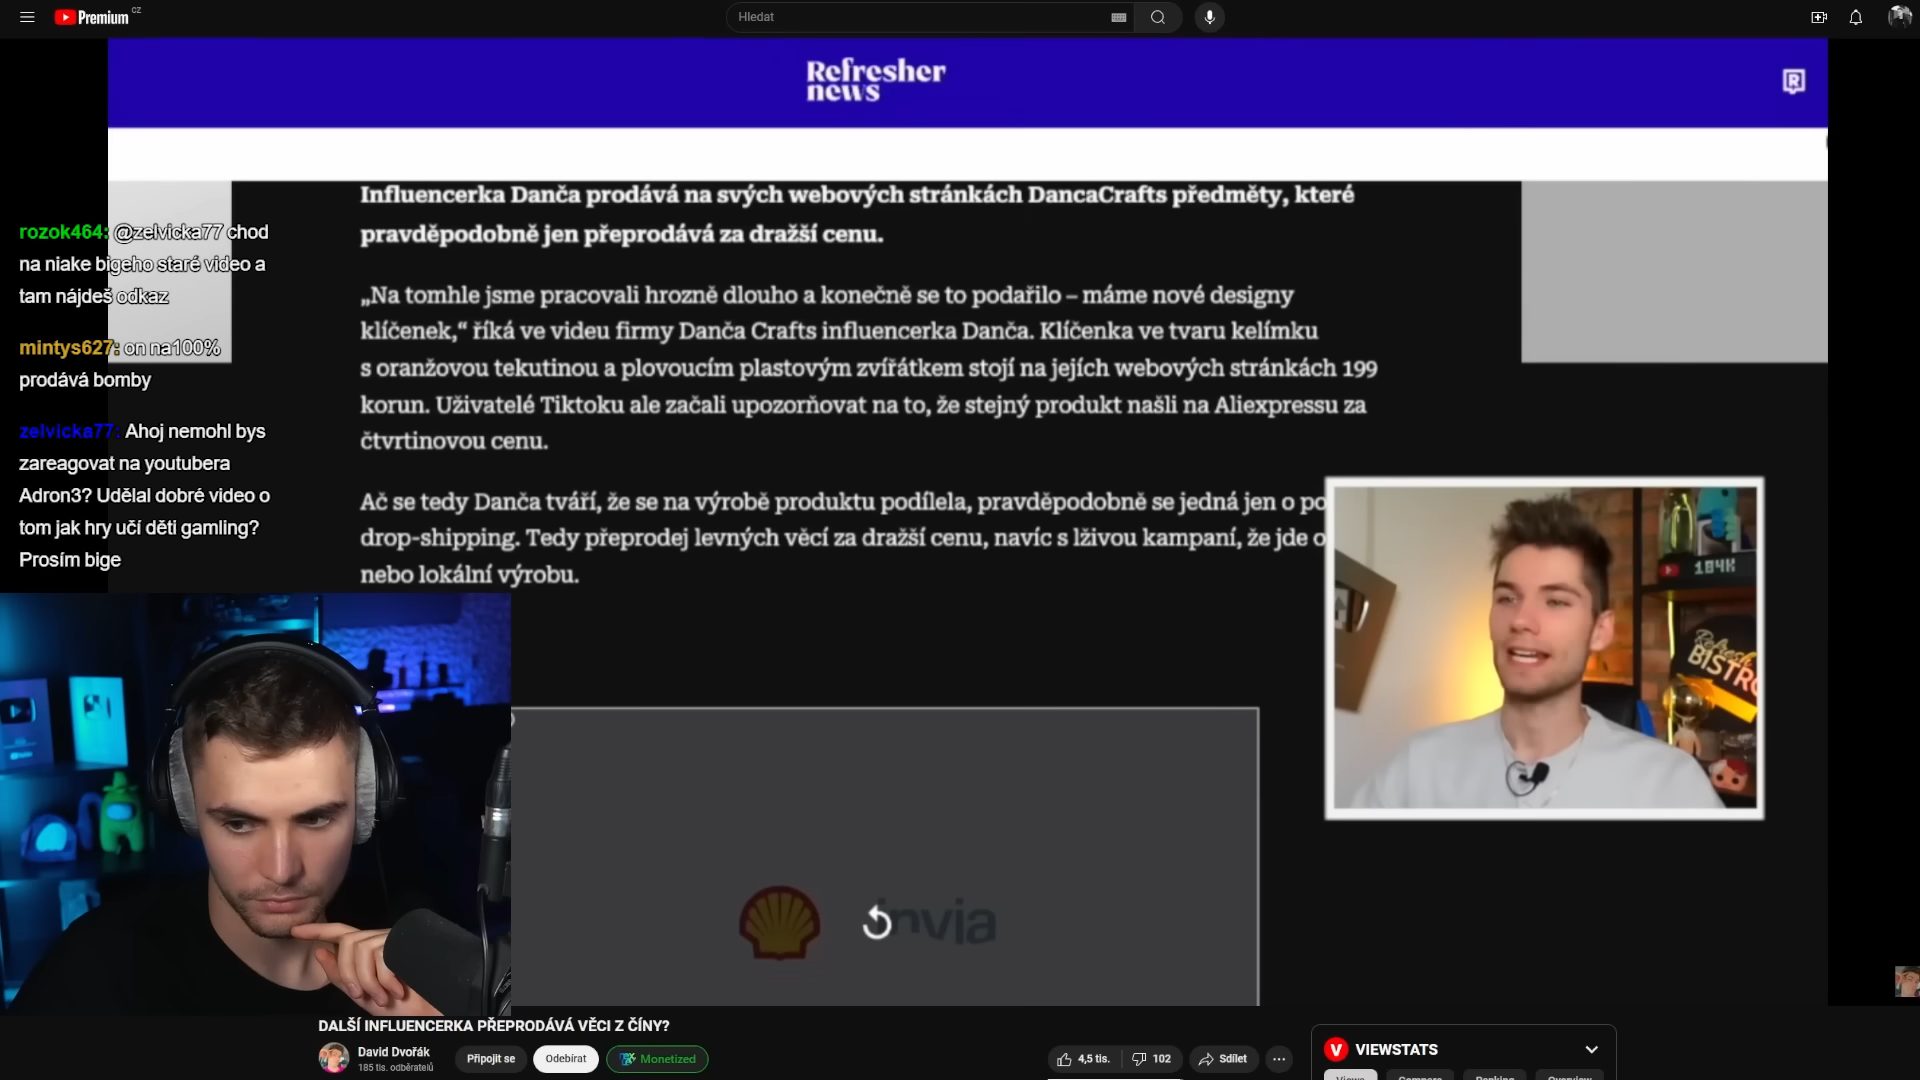 Premium CZ
Hledat
Refresher
news
R
Influencerka Danča prodává na svých webových stránkách DancaCrafts předměty, které
pravděpodobně jen přeprodává za dražší cenu.
„Na tomhle jsme pracovali hrozně dlouho a konečně se to podařilo – máme nové designy
klíčenek,“ říká ve videu firmy Danča Crafts influencerka Danča. Klíčenka ve tvaru kelímku
s oranžovou tekutinou a plovoucím plastovým zvířátkem stojí na jejích webových stránkách 199
korun. Uživatelé Tiktoku ale začali upozorňovat na to, že stejný produkt našli na Aliexpressu za
čtvrtinovou cenu.
Ač se tedy Danča tváří, že se na výrobě produktu podílela, pravděpodobně se jedná jen o po
drop-shipping. Tedy přeprodej levných věcí za dražší cenu, navíc s lživou kampaní, že jde o
nebo lokální výrobu.
rozok464: @zelvicka77 chod
na niake bigeho staré video a
tam nájdeš odkaz
mintys627: on na100%
prodává bomby
zelvicka77: Ahoj nemohl bys
zareagovat na youtubera
Adron3? Udělal dobré video o
tom jak hry učí děti gamling?
Prosím bige
184K
Refresh
BISTRO
invia
DALŠÍ INFLUENCERKA PŘEPRODÁVÁ VĚCI Z ČÍNY?
David Dvořák
185 tis. odběratelů
Připojit se
Odebírat
Monetized
4,5 tis.
102
Sdílet
VIEWSTATS
Views
Compare
Ranking
Overview